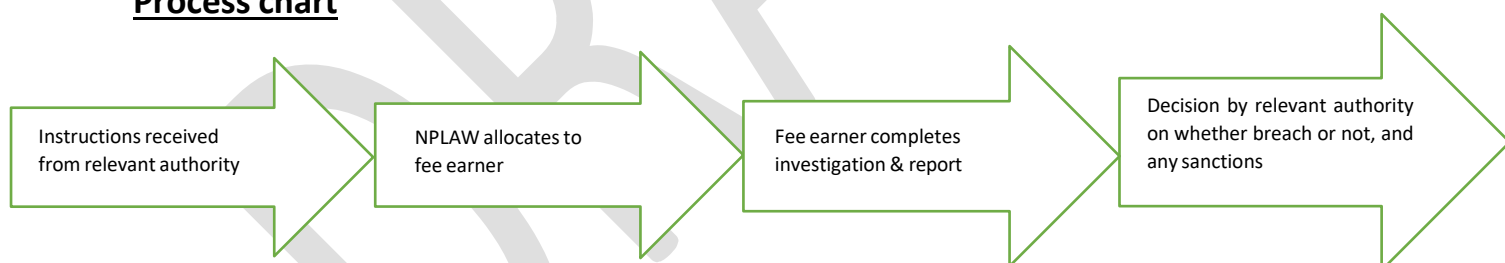 Process chart
Instructions received
from relevant authority
NPLAW allocates to
fee earner
Fee earner completes
investigation & report
Decision by relevant authority
on whether breach or not, and
any sanctions